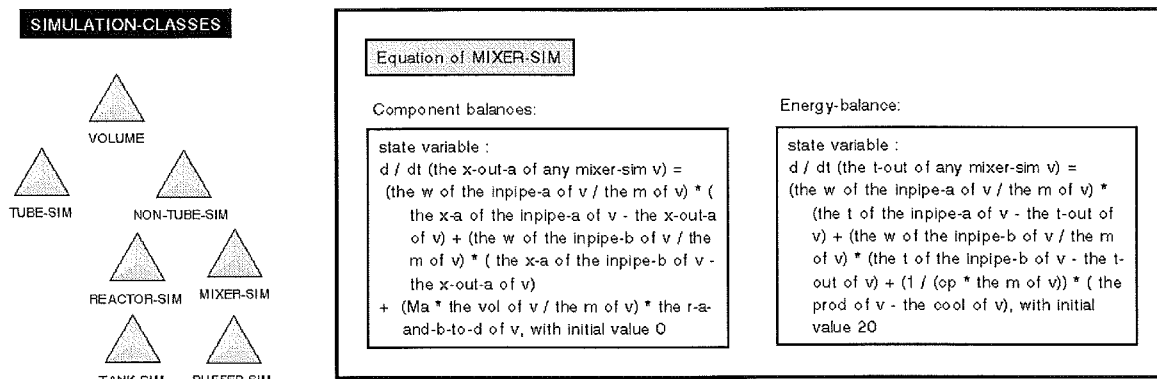 SIMULATION-CLASSES
VOLUME
TUBE-SIM
NON-TUBE-SIM
REACTOR-SIM
MIXER-SIM
TANK-SIM
BUFFER-SIM
Equation of MIXER-SIM
Component balances:
state variable :
d / dt (the x-out-a of any mixer-sim v) =
(the w of the inpipe-a of v / the m of v) * (
the x-a of the inpipe-a of v - the x-out-a
of v) + (the w of the inpipe-b of v / the
m of v) * ( the x-a of the inpipe-b of v -
the x-out-a of v)
+ (Ma * the vol of v / the m of v) * the r-a-
and-b-to-d of v, with initial value 0
Energy-balance:
state variable :
d / dt (the t-out of any mixer-sim v) =
(the w of the inpipe-a of v / the m of v) *
(the t of the inpipe-a of v - the t-out of
v) + (the w of the inpipe-b of v / the m
of v) * (the t of the inpipe-b of v - the t-
out of v) + (1 / (cp * the m of v)) * ( the
prod of v - the cool of v), with initial
value 20